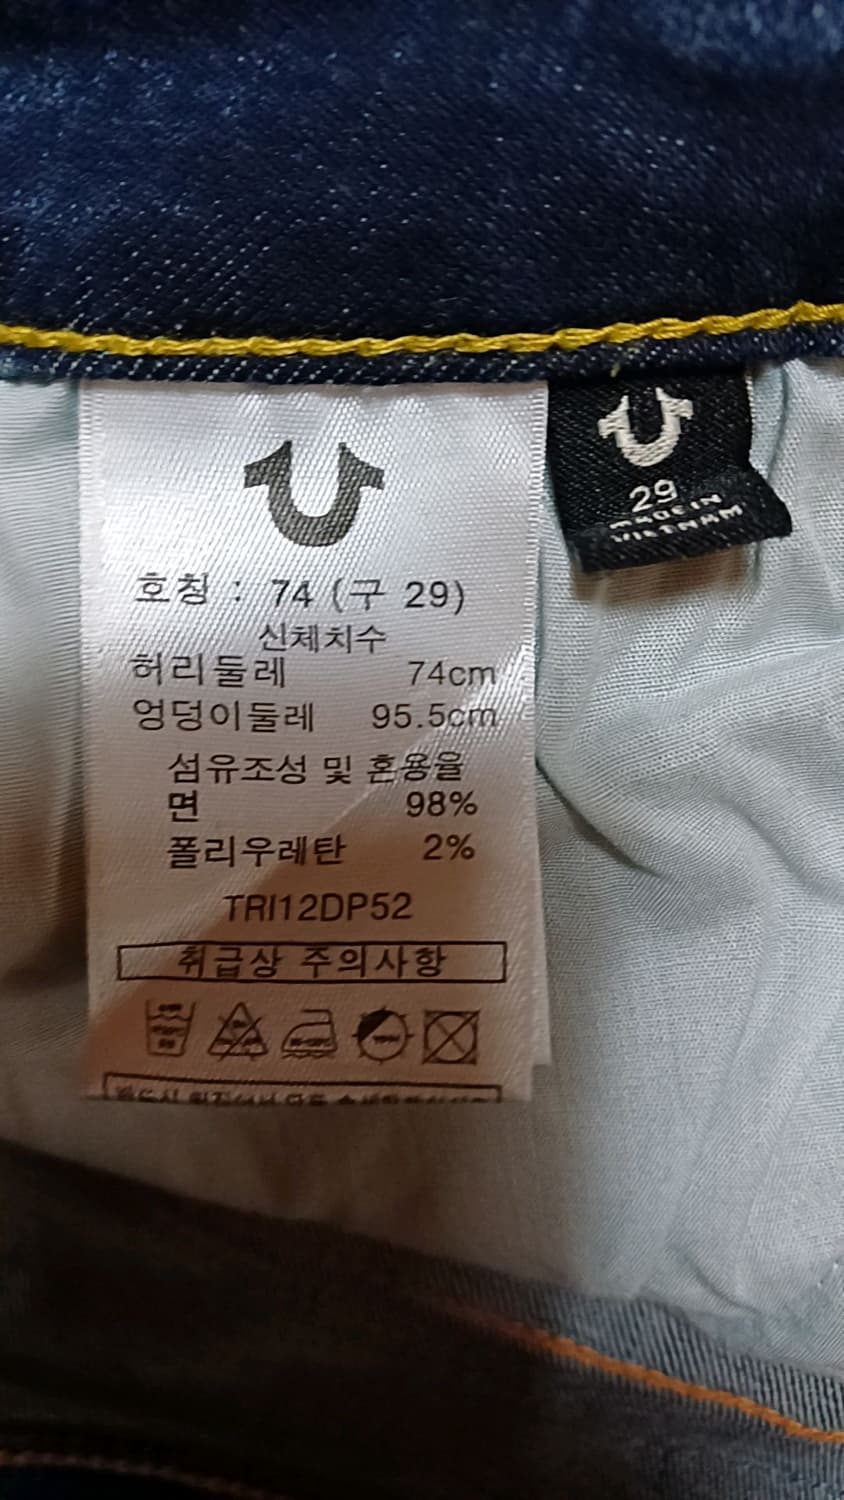 호칭 : 74 (구 29)
신체치수
허리둘레 74cm
엉덩이둘레 95.5cm
섬유조성 및 혼용율
면 98%
폴리우레탄 2%
TRI12DP52
취급상 주의사항
29
MADE IN
VIETNAM